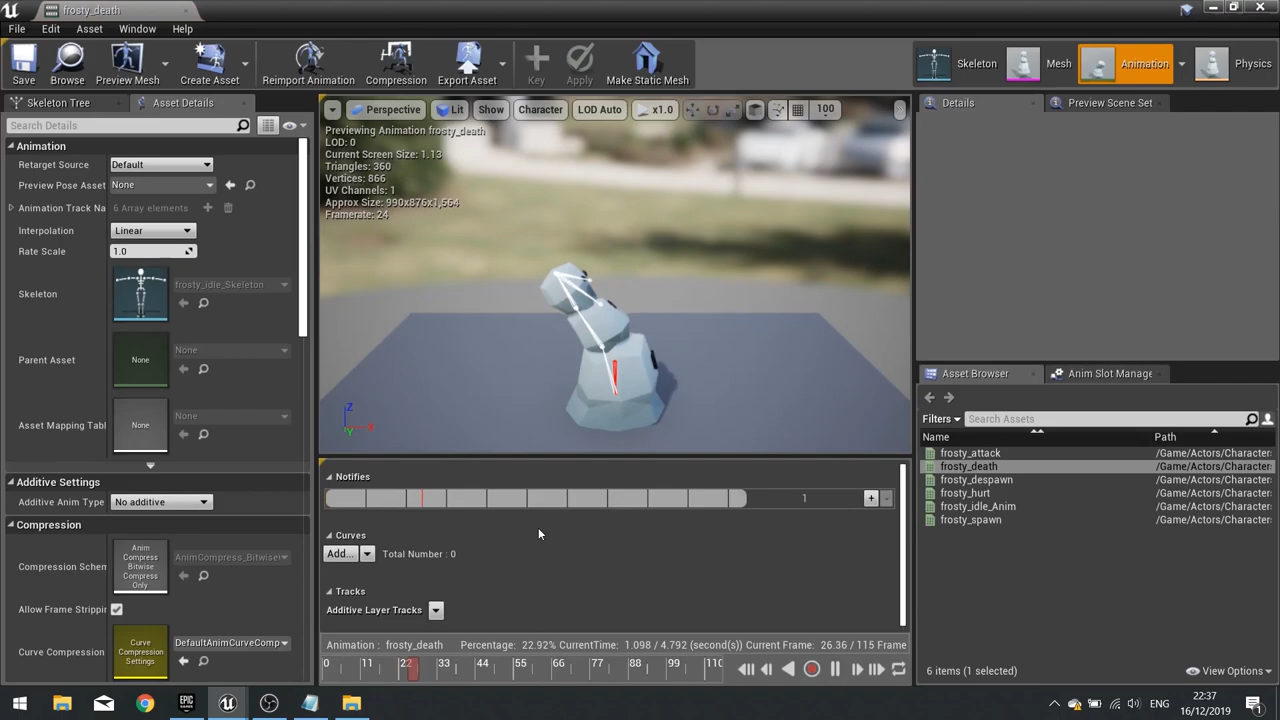 frosty_death
File Edit Asset Window Help
Save Browse Preview Mesh Create Asset Reimport Animation Compression Export Asset Key Apply Make Static Mesh Skeleton Mesh Animation Physics
Skeleton Tree Asset Details
Search Details
Animation
Retarget Source Default
Preview Pose Asset None
Animation Track Na 6 Array elements
Interpolation Linear
Rate Scale 1.0
Skeleton frosty_idle_Skeleton
Parent Asset None None
Asset Mapping Tabl None None
Additive Settings
Additive Anim Type No additive
Compression
Compression Schem Anim Compress Bitwise Compress Only AnimCompress_Bitwise
Allow Frame Strippi
Curve Compression Curve Compression Settings DefaultAnimCurveComp
Perspective Lit Show Character LOD Auto x1.0 100
Previewing Animation frosty_death
LOD: 0
Current Screen Size: 1.13
Triangles: 360
Vertices: 866
UV Channels: 1
Approx Size: 990x876x1,564
Framerate: 24
Z
X
Y
Notifies
1
Curves
Add... Total Number : 0
Tracks
Additive Layer Tracks
Animation : frosty_death Percentage: 22.92% CurrentTime: 1.098 / 4.792 (second(s)) Current Frame: 26.36 / 115 Frame
0 11 22 33 44 55 66 77 88 99 110
Details Preview Scene Set
Asset Browser Anim Slot Manage
Filters Search Assets
Name Path
frosty_attack /Game/Actors/Character
frosty_death /Game/Actors/Character
frosty_despawn /Game/Actors/Character
frosty_hurt /Game/Actors/Character
frosty_idle_Anim /Game/Actors/Character
frosty_spawn /Game/Actors/Character
6 items (1 selected) View Options
EPIC GAMES
ENG
22:37
16/12/2019
1